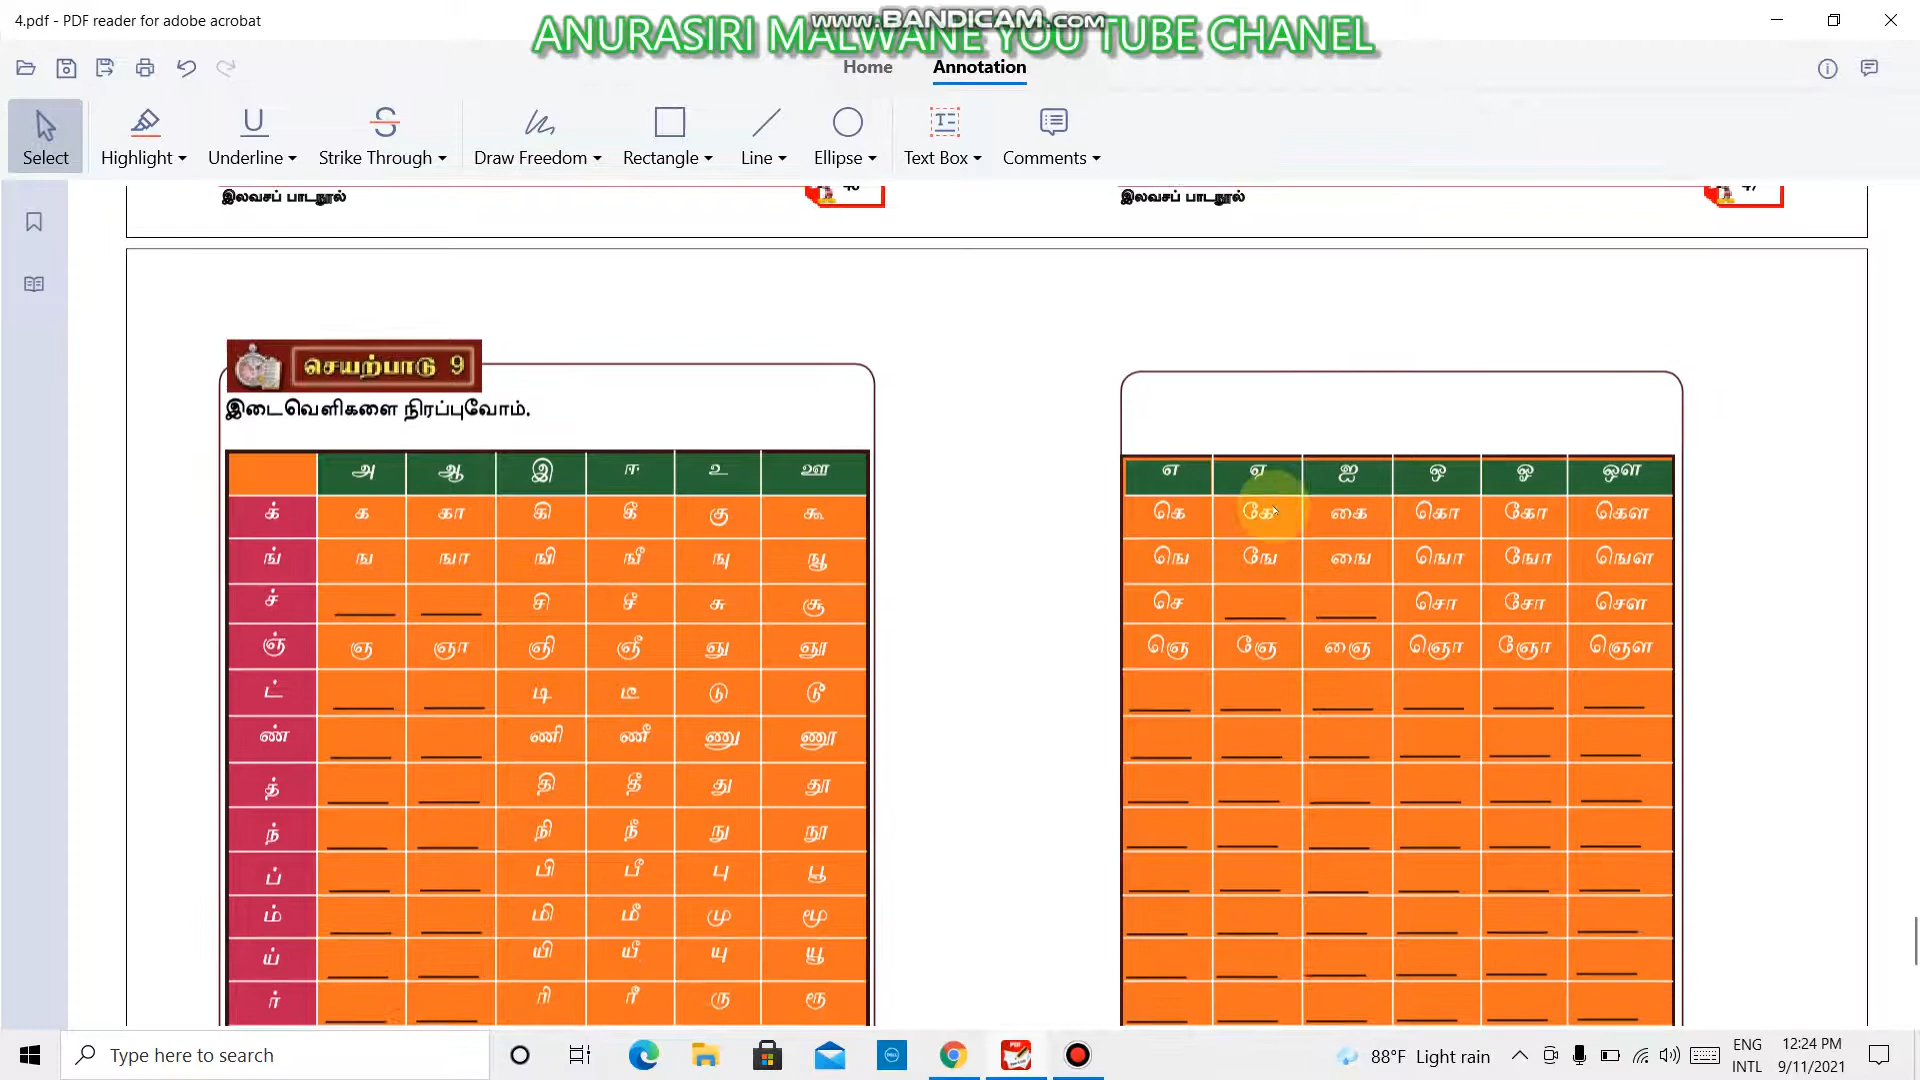 4.pdf - PDF reader for adobe acrobat
www.BANDICAM.com
ANURASIRI MALWANE YOU TUBE CHANEL
Home Annotation
Select Highlight Underline Strike Through Draw Freedom Rectangle Line Ellipse Text Box Comments
இலவசப் பாடநூல் இலவசப் பாடநூல் 47
செயற்பாடு 9
இடைவெளிகளை நிரப்புவோம்.
அ ஆ இ ஈ உ ஊ எ ஏ ஐ ஒ ஓ ஔ
க் க கா கி கீ கு கூ கெ கே கை கொ கோ கௌ
ங் ங ஙா ஙி ஙீ ஙு ஙூ ஙெ ஙே ஙை ஙொ ஙோ ஙௌ
ச் சி சீ சு சூ செ சொ சோ சௌ
ஞ் ஞ ஞா ஞி ஞீ ஞு ஞூ ஞெ ஞே ஞை ஞொ ஞோ ஞௌ
ட் டி டீ டு டூ
ண் ணி ணீ ணு ணூ
த் தி தீ து தூ
ந் நி நீ நு நூ
ப் பி பீ பு பூ
ம் மி மீ மு மூ
ய் யி யீ யு யூ
ர் ரி ரீ ரு ரூ
Type here to search
88°F Light rain
ENG
INTL
12:24 PM
9/11/2021